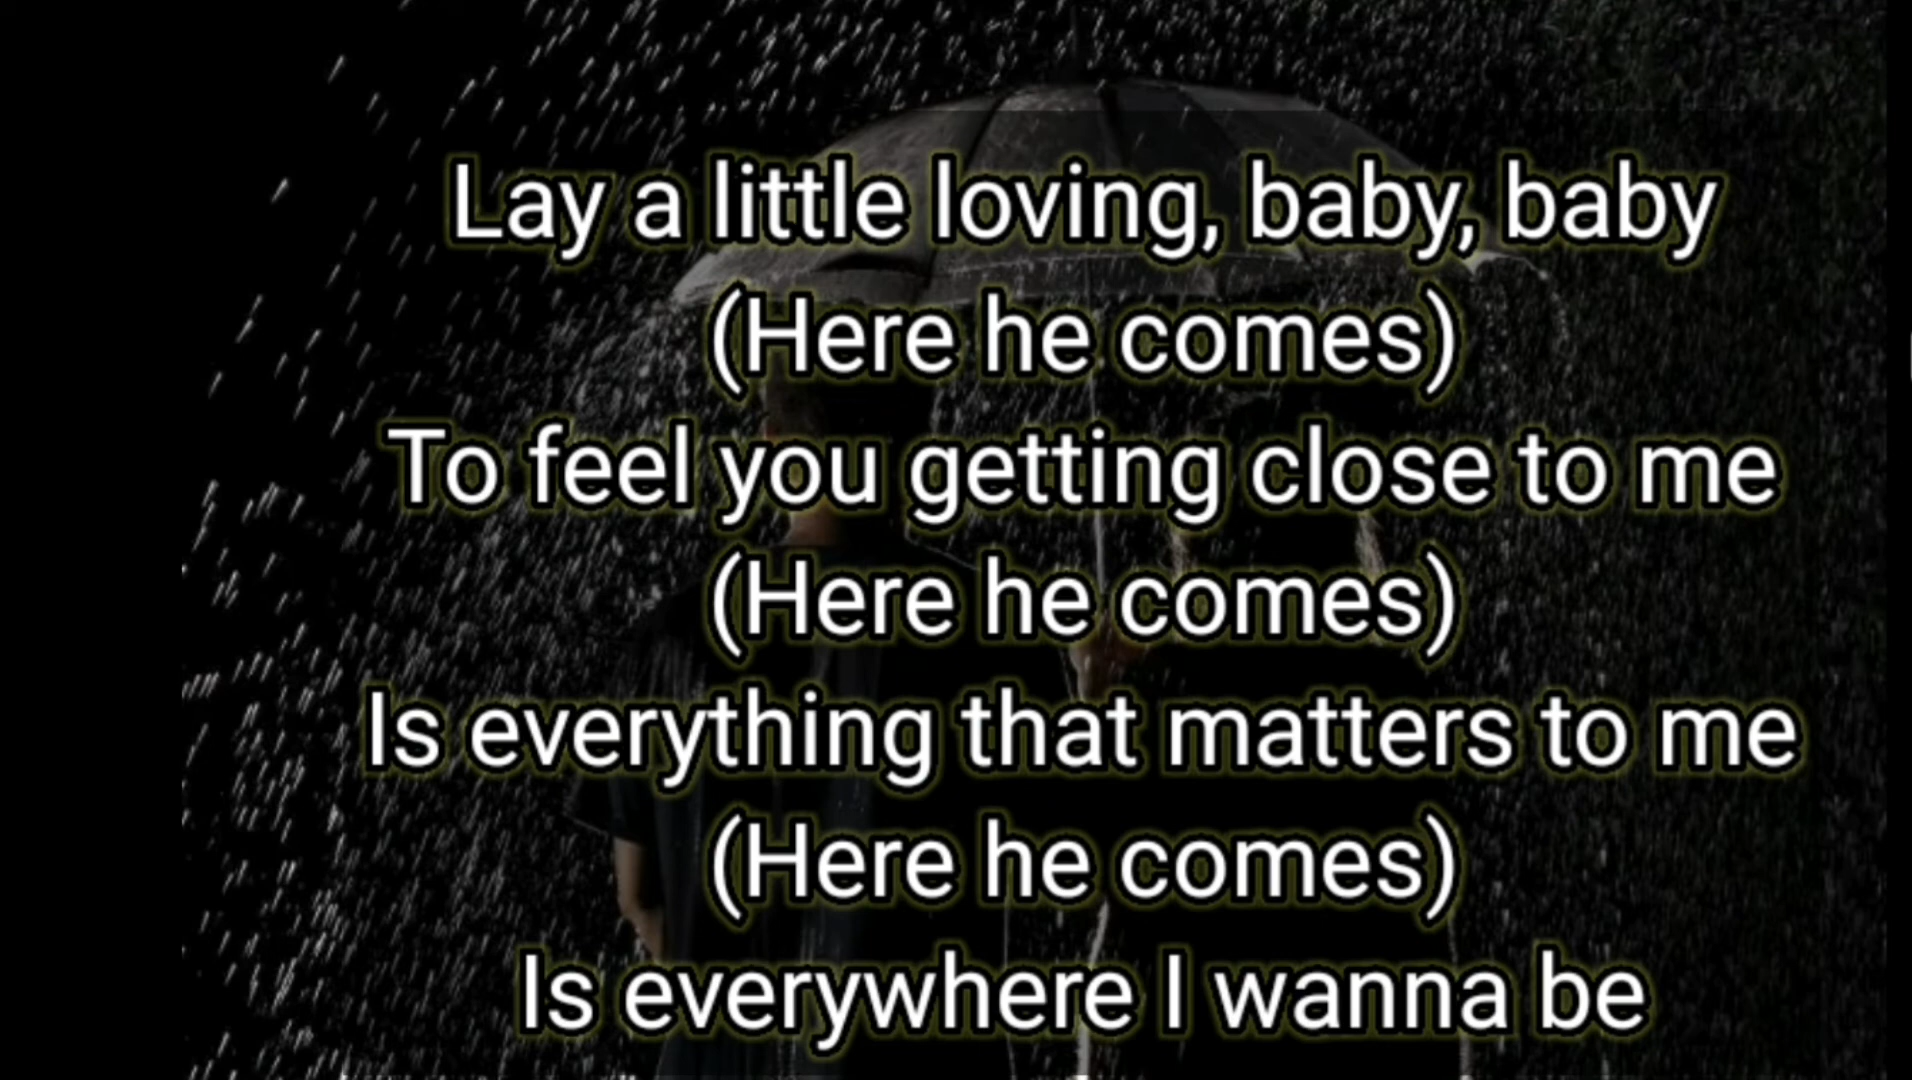 Lay a little loving, baby, baby
(Here he comes)
To feel you getting close to me
(Here he comes)
Is everything that matters to me
(Here he comes)
Is everywhere I wanna be